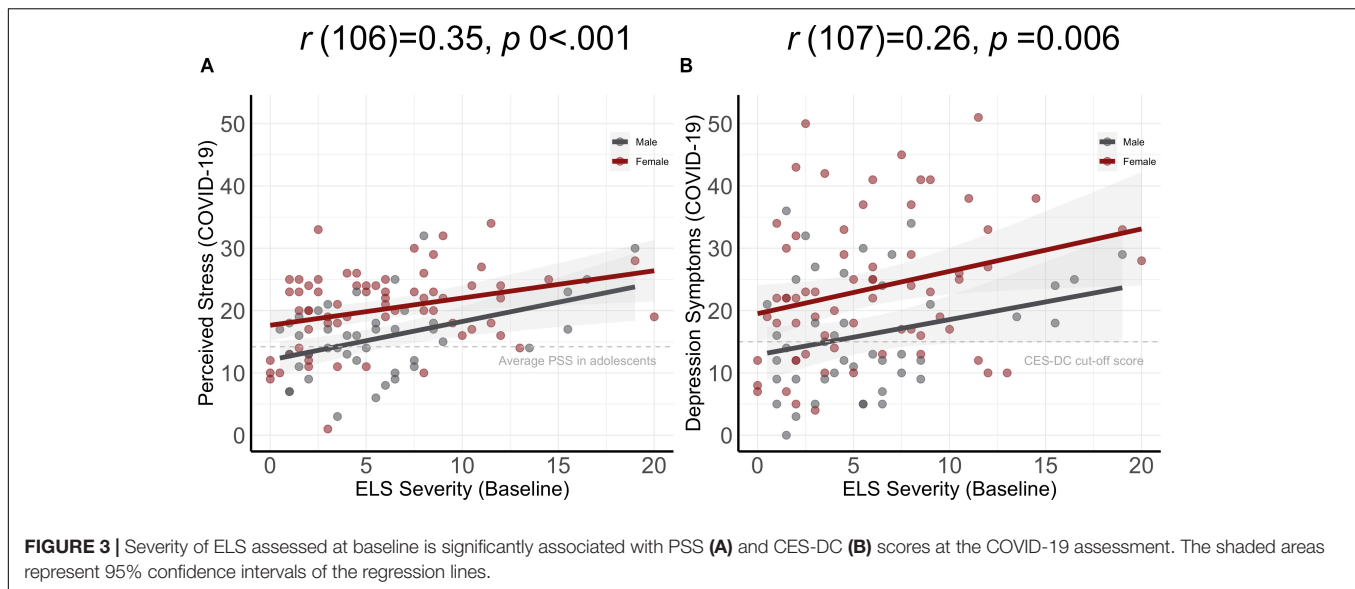 r (106)=0.35, p 0<.001
r (107)=0.26, p =0.006
A
Perceived Stress (COVID-19)
50
40
30
20
10
0
Male
Female
Average PSS in adolescents
0 5 10 15 20
ELS Severity (Baseline)
B
Depression Symptoms (COVID-19)
50
40
30
20
10
0
Male
Female
CES-DC cut-off score
0 5 10 15 20
ELS Severity (Baseline)
FIGURE 3 | Severity of ELS assessed at baseline is significantly associated with PSS (A) and CES-DC (B) scores at the COVID-19 assessment. The shaded areas
represent 95% confidence intervals of the regression lines.